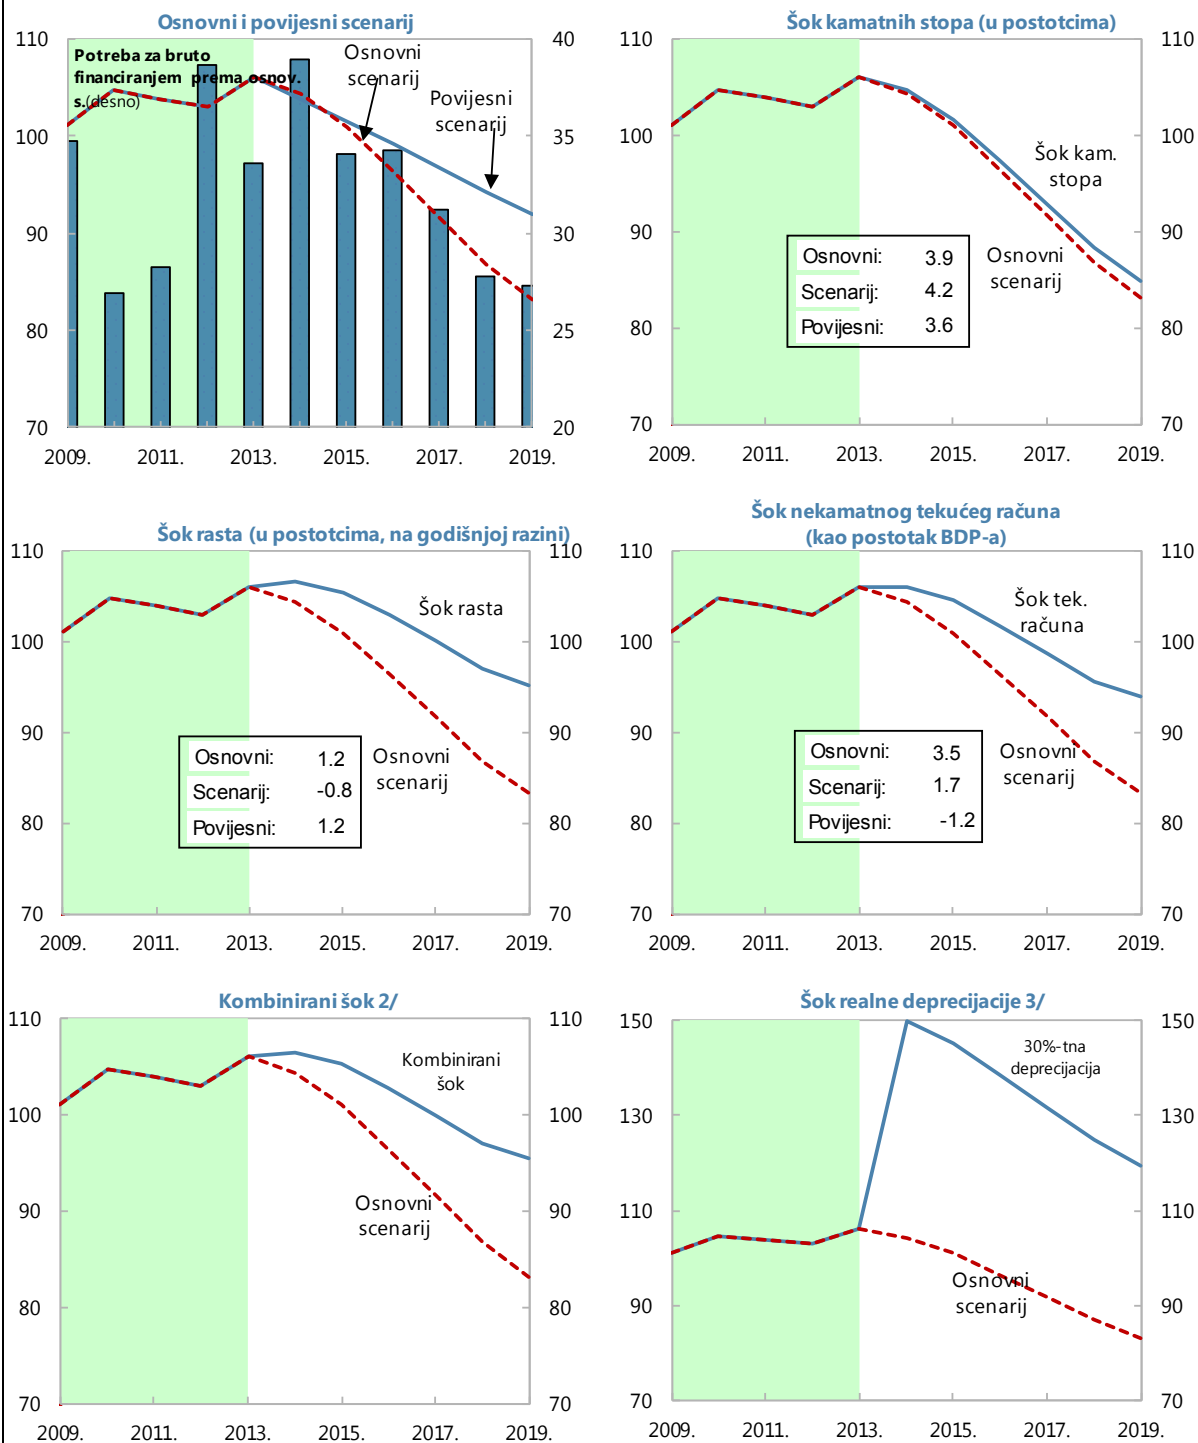 Osnovni i povijesni scenarij
110
100
90
80
70
40
35
30
25
20
Potreba za bruto
financiranjem prema osnov.
s.(desno)
Osnovni
scenarij
Povijesni
scenarij
2009. 2011. 2013. 2015. 2017. 2019.
Šok kamatnih stopa (u postotcima)
110
100
90
80
70
110
100
90
80
70
Šok kam.
stopa
Osnovni
scenarij
Osnovni: 3.9
Scenarij: 4.2
Povijesni: 3.6
2009. 2011. 2013. 2015. 2017. 2019.
Šok rasta (u postotcima, na godišnjoj razini)
110
100
90
80
70
110
100
90
80
70
Šok rasta
Osnovni
scenarij
Osnovni: 1.2
Scenarij: -0.8
Povijesni: 1.2
2009. 2011. 2013. 2015. 2017. 2019.
Šok nekamatnog tekućeg računa
(kao postotak BDP-a)
110
100
90
80
70
110
100
90
80
70
Šok tek.
računa
Osnovni
scenarij
Osnovni: 3.5
Scenarij: 1.7
Povijesni: -1.2
2009. 2011. 2013. 2015. 2017. 2019.
Kombinirani šok 2/
110
100
90
80
70
110
100
90
80
70
Kombinirani
šok
Osnovni
scenarij
2009. 2011. 2013. 2015. 2017. 2019.
Šok realne deprecijacije 3/
150
130
110
90
70
150
130
110
90
70
30%-tna
deprecijacija
Osnovni
scenarij
2009. 2011. 2013. 2015. 2017. 2019.